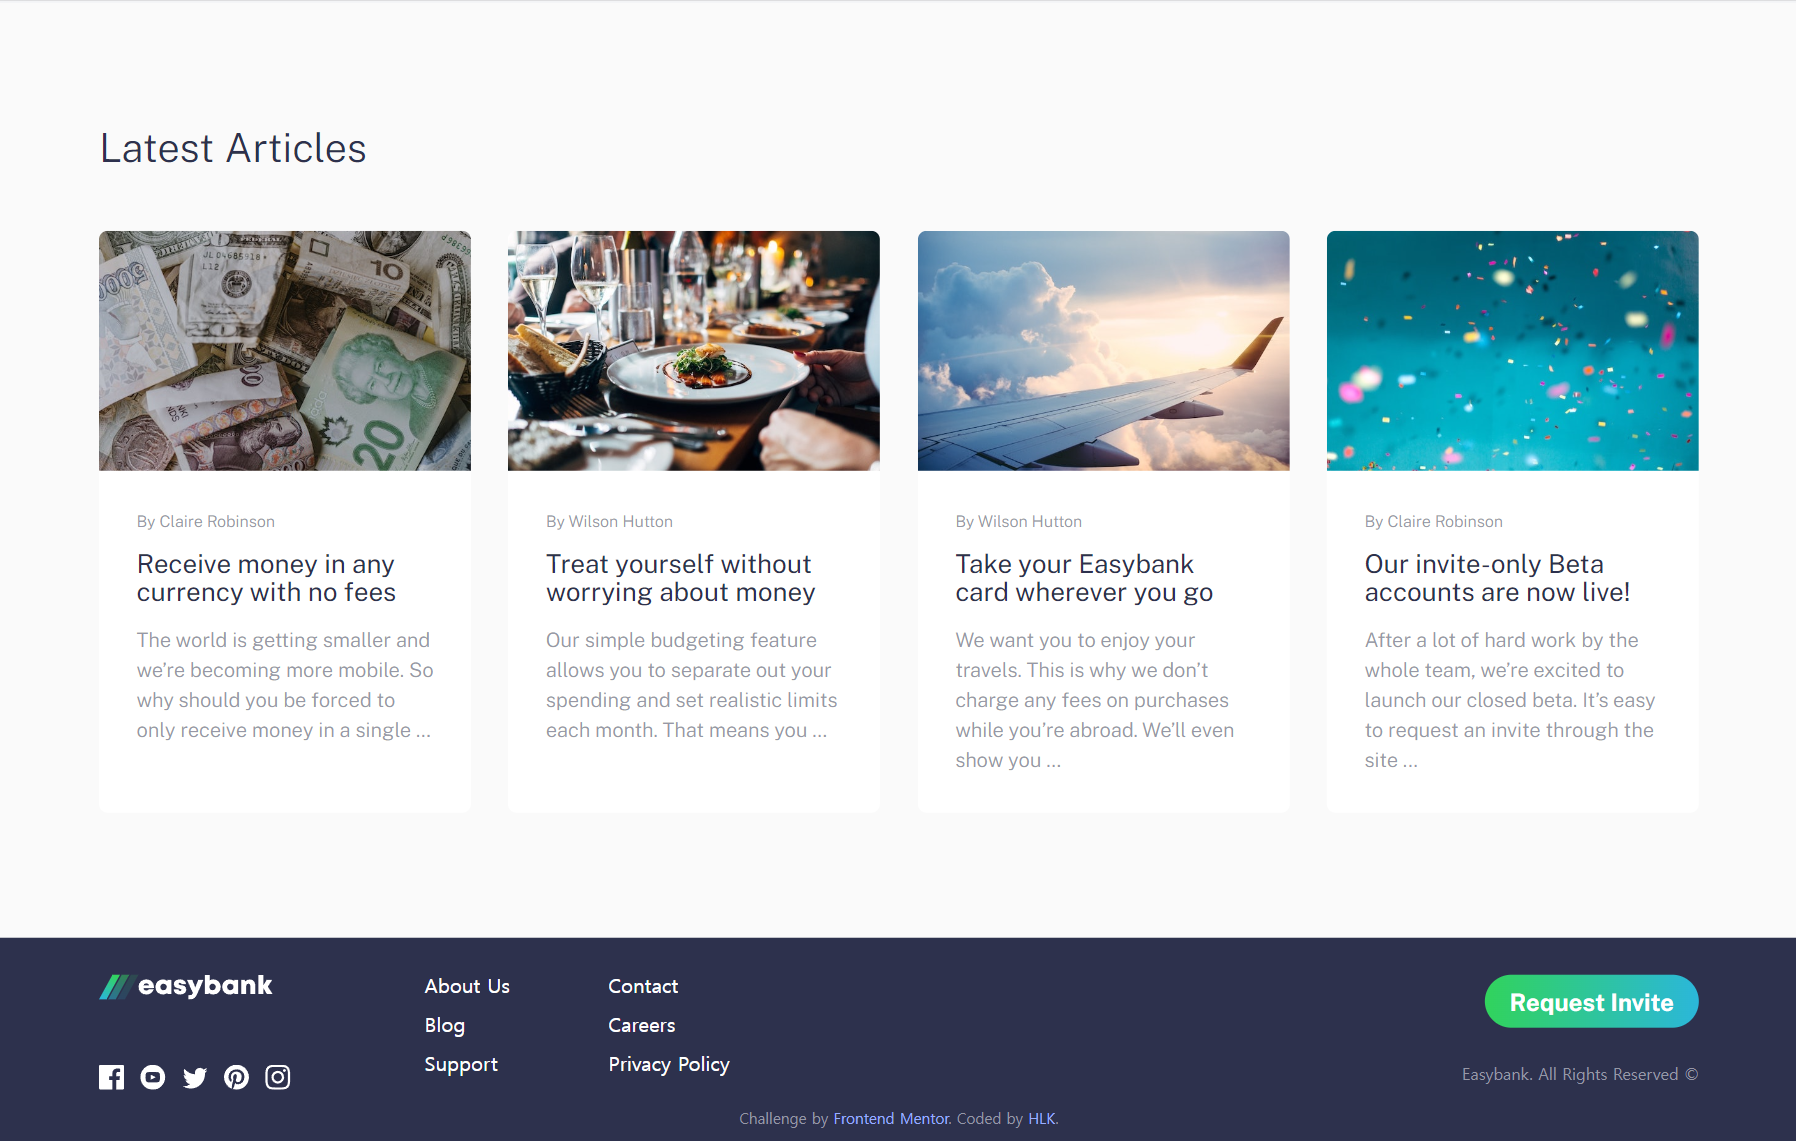 Latest Articles
FEDERAL
JL04685918*
L12
10
20
By Claire Robinson
Receive money in any
currency with no fees
The world is getting smaller and
we’re becoming more mobile. So
why should you be forced to
only receive money in a single ...
By Wilson Hutton
Treat yourself without
worrying about money
Our simple budgeting feature
allows you to separate out your
spending and set realistic limits
each month. That means you ...
By Wilson Hutton
Take your Easybank
card wherever you go
We want you to enjoy your
travels. This is why we don’t
charge any fees on purchases
while you’re abroad. We’ll even
show you ...
By Claire Robinson
Our invite-only Beta
accounts are now live!
After a lot of hard work by the
whole team, we’re excited to
launch our closed beta. It’s easy
to request an invite through the
site ...
easybank
About Us
Blog
Support
Contact
Careers
Privacy Policy
Request Invite
Easybank. All Rights Reserved ©
Challenge by Frontend Mentor. Coded by HLK.